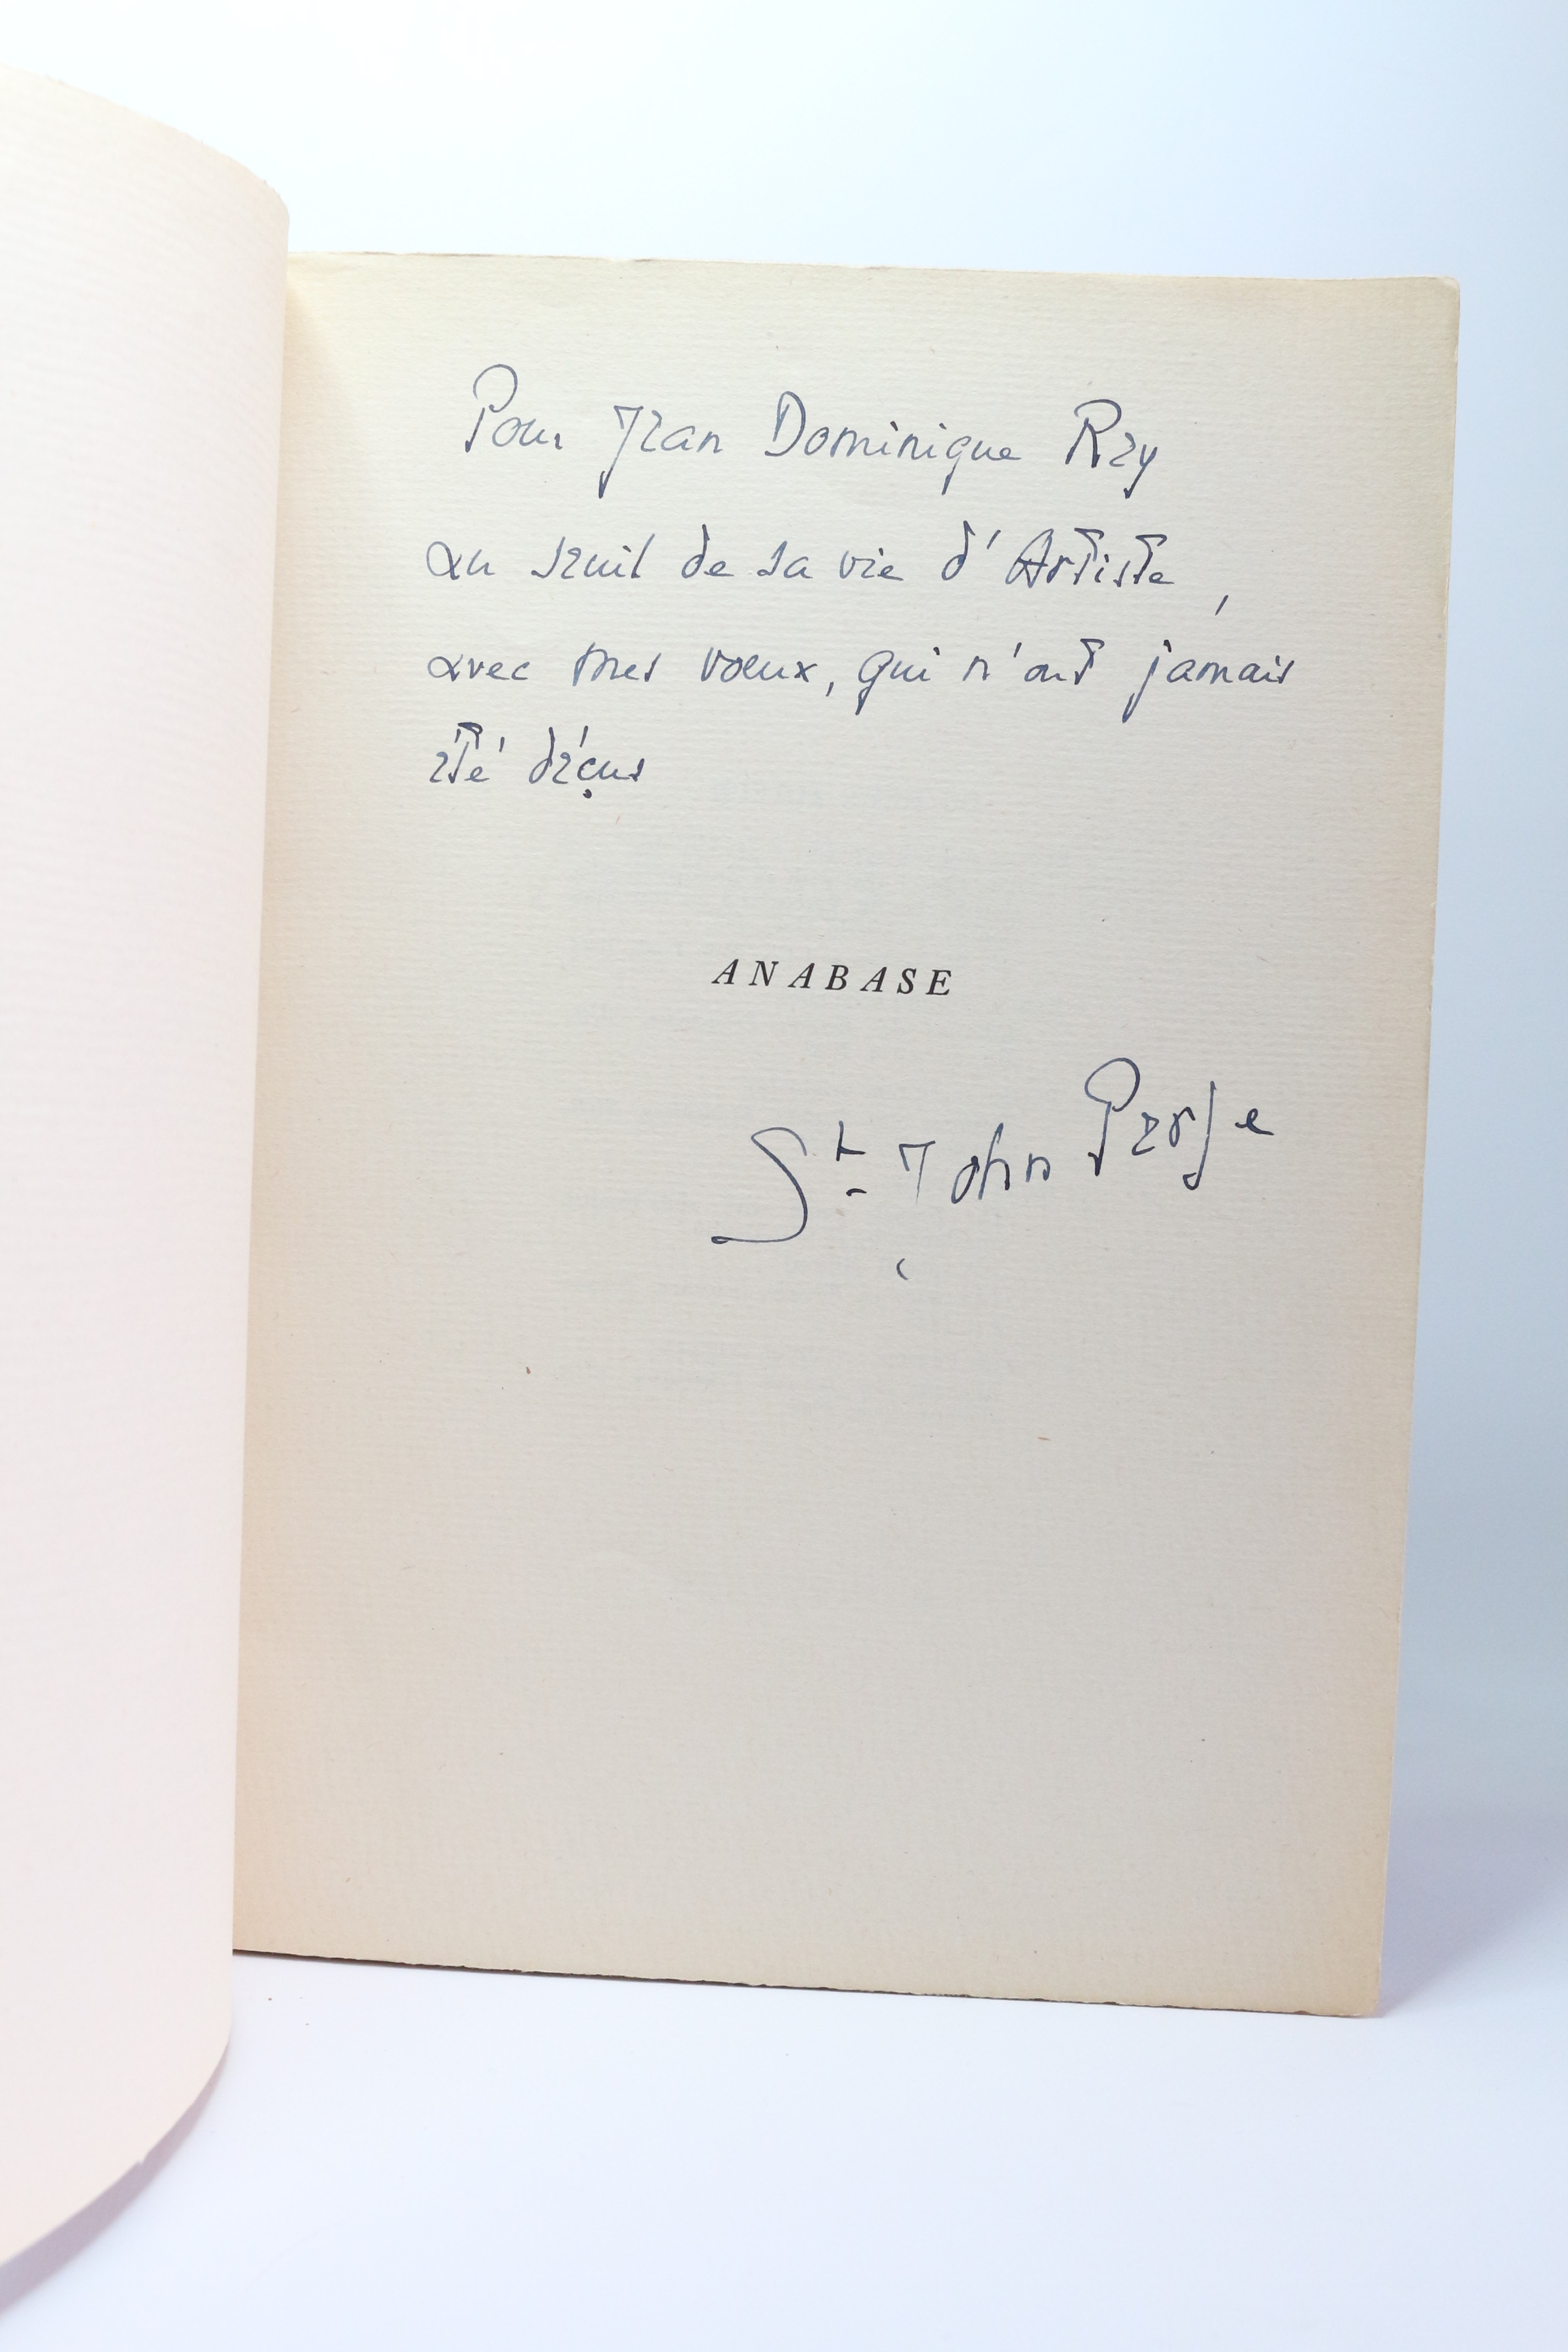 Pour Jean Dominique Rey
au seuil de sa vie d'Artiste,
avec mes voeux, qui n'ont jamais
été déçus
ANABASE
St-John Perse